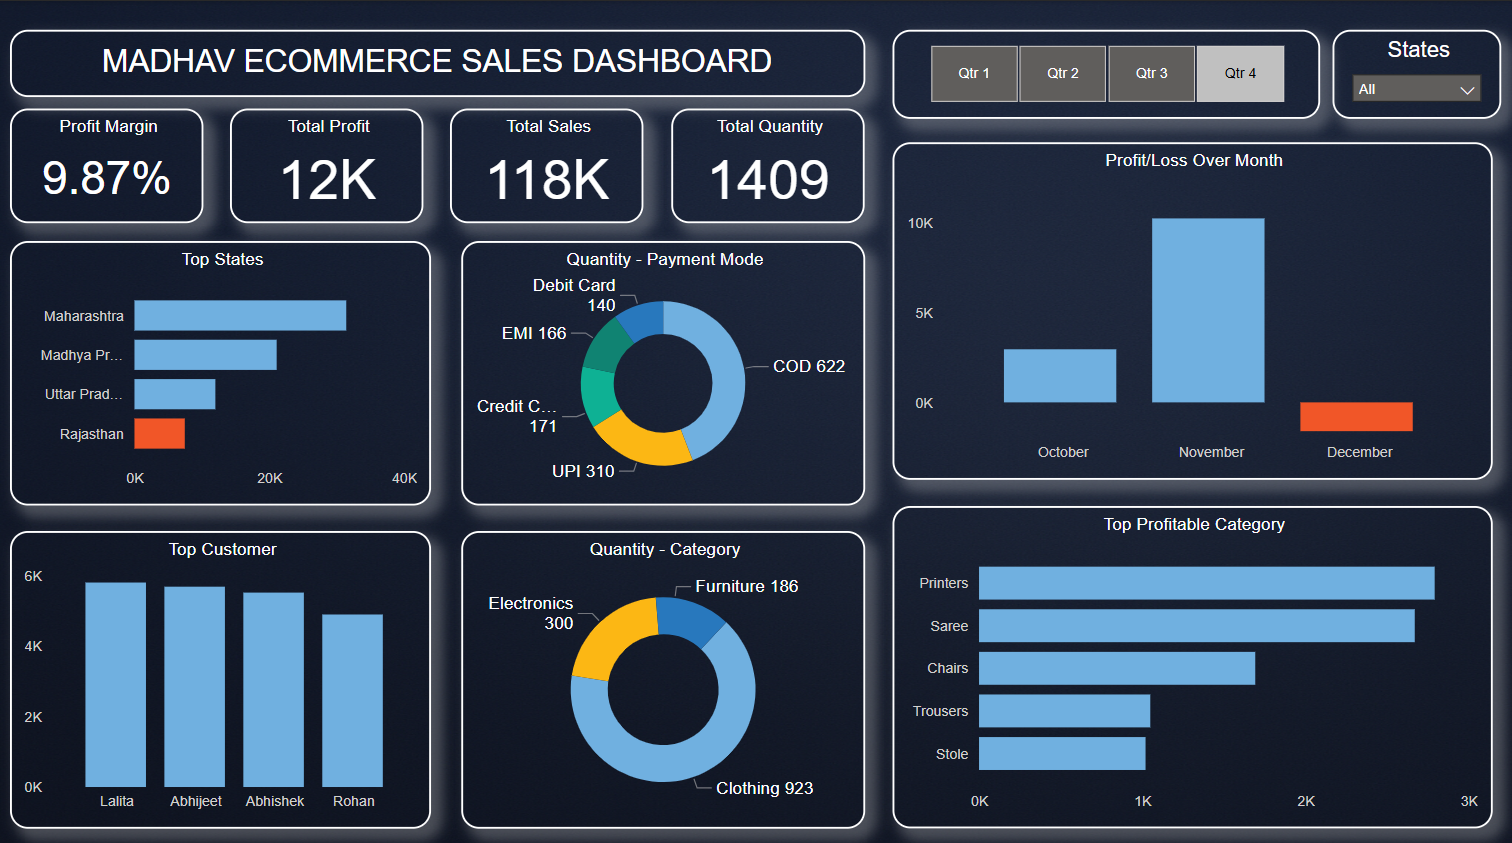 MADHAV ECOMMERCE SALES DASHBOARD
Qtr 1
Qtr 2
Qtr 3
Qtr 4
States
All
Profit Margin
9.87%
Total Profit
12K
Total Sales
118K
Total Quantity
1409
Top States
Maharashtra
Madhya Pr...
Uttar Prad...
Rajasthan
0K
20K
40K
Quantity - Payment Mode
Debit Card
140
EMI 166
COD 622
Credit C...
171
UPI 310
Profit/Loss Over Month
10K
5K
0K
October
November
December
Top Customer
6K
4K
2K
0K
Lalita
Abhijeet
Abhishek
Rohan
Quantity - Category
Furniture 186
Electronics
300
Clothing 923
Top Profitable Category
Printers
Saree
Chairs
Trousers
Stole
0K
1K
2K
3K